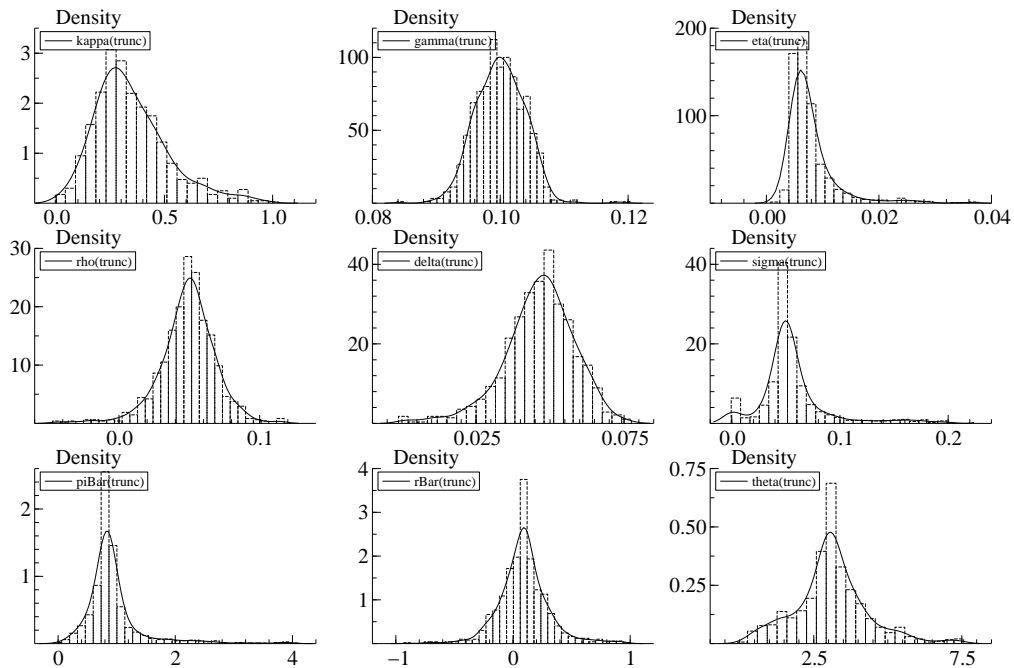 Density
kappa(trunc)
3
2
1
0.0 0.5 1.0
Density
gamma(trunc)
100
50
0.08 0.10 0.12
Density
eta(trunc)
200
100
0.00 0.02 0.04
Density
rho(trunc)
30
20
10
0.0 0.1
Density
delta(trunc)
40
20
0.025 0.075
Density
sigma(trunc)
40
20
0.0 0.1 0.2
Density
piBar(trunc)
2
1
0 2 4
Density
rBar(trunc)
4
3
2
1
−1 0 1
Density
theta(trunc)
0.75
0.50
0.25
2.5 7.5